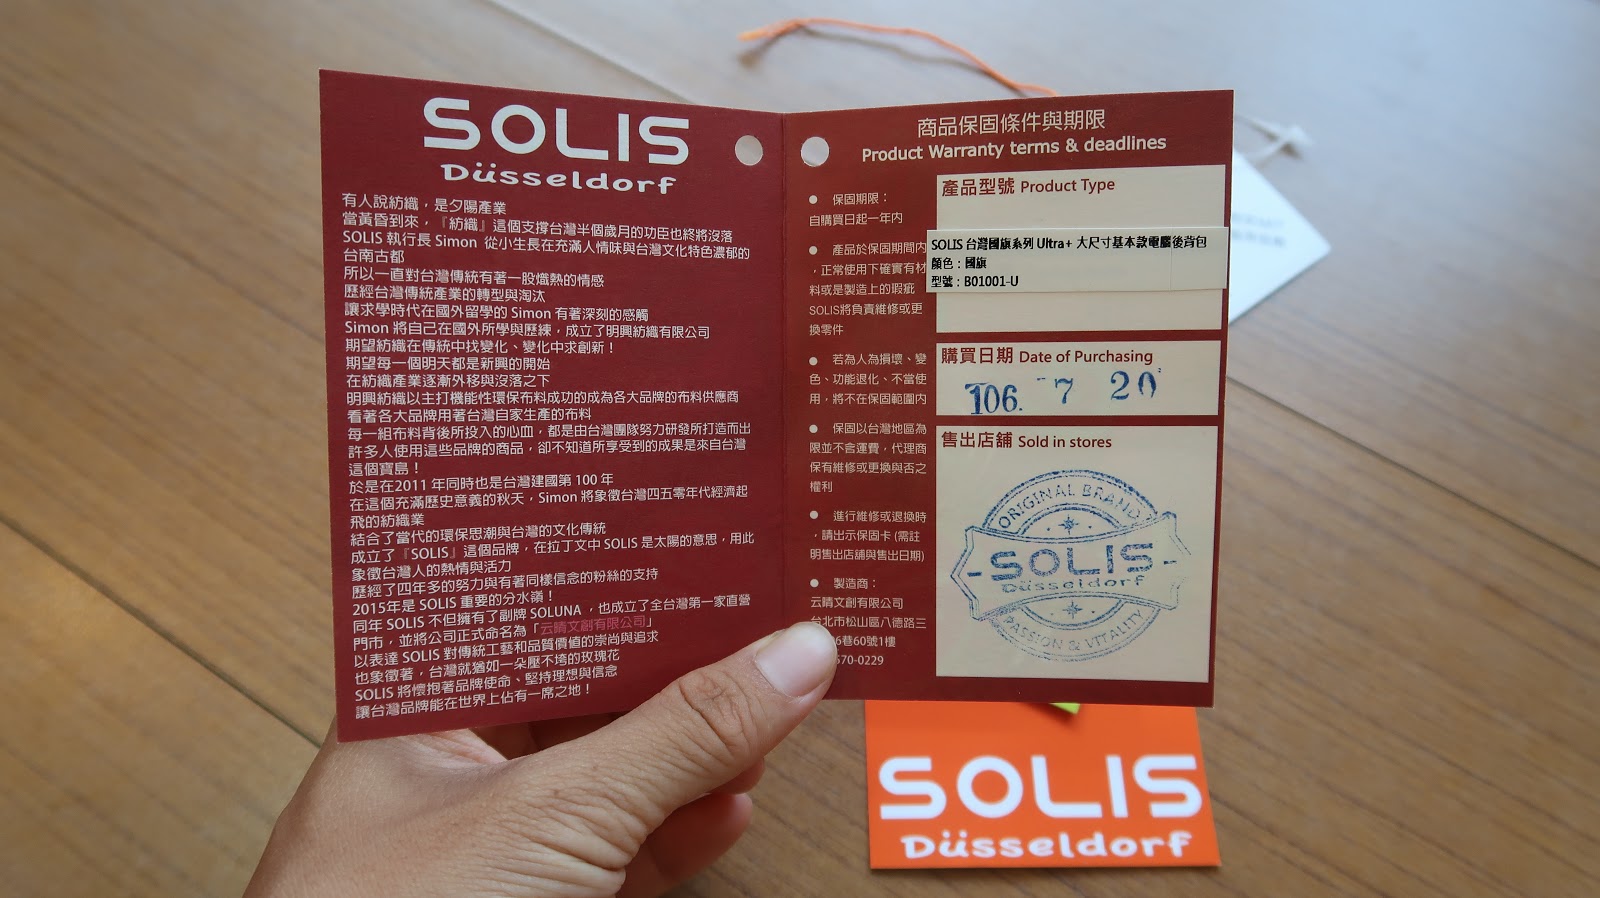 SOLIS
Düsseldorf
有人說紡織，是夕陽產業
當黃昏到來，『紡織』這個支撐台灣半個歲月的功臣也終將沒落
SOLIS 執行長 Simon 從小生長在充滿人情味與台灣文化特色濃郁的
台南古都
所以一直對台灣傳統有著一股熾熱的情感
歷經台灣傳統產業的轉型與淘汰
讓求學時代在國外留學的 Simon 有著深刻的感觸
Simon 將自己在國外所學與歷練，成立了明興紡織有限公司
期望紡織在傳統中找變化、變化中求創新！
期望每一個明天都是新興的開始
在紡織產業逐漸外移與沒落之下
明興紡織以主打機能性環保布料成功的成為各大品牌的布料供應商
看著各大品牌用著台灣自家生產的布料
每一組布料背後所投入的心血，都是由台灣團隊努力研發所打造而出
許多人使用這些品牌的商品，卻不知道所享受到的成果是來自台灣
這個寶島！
於是在2011 年同時也是台灣建國第 100 年
在這個充滿歷史意義的秋天，Simon 將象徵台灣四五零年代經濟起
飛的紡織業
結合了當代的環保思潮與台灣的文化傳統
成立了『SOLIS』這個品牌，在拉丁文中 SOLIS 是太陽的意思，用此
象徵台灣人的熱情與活力
歷經了四年多的努力與有著同樣信念的粉絲的支持
2015年是 SOLIS 重要的分水嶺！
同年 SOLIS 不但擁有了副牌 SOLUNA ，也成立了全台灣第一家直營
門市，並將公司正式命名為「云晴文創有限公司」
以表達 SOLIS 對傳統工藝和品質價值的崇尚與追求
也象徵著，台灣就猶如一朵壓不垮的玫瑰花
SOLIS 將懷抱著品牌使命、堅持理想與信念
讓台灣品牌能在世界上佔有一席之地！
商品保固條件與期限
Product Warranty terms & deadlines
● 保固期限：
自購買日起一年內
● 產品於保固期間內
，正常使用下確實有材
料或是製造上的瑕疵
SOLIS將負責維修或更
換零件
● 若為人為損壞、變
色、功能退化、不當使
用，將不在保固範圍內
● 保固以台灣地區為
限並不含運費，代理商
保有維修或更換與否之
權利
● 進行維修或退換時
，請出示保固卡 (需註
明售出店舖與售出日期)
● 製造商：
云晴文創有限公司
台北市松山區八德路三
6巷60號1樓
570-0229
產品型號 Product Type
SOLIS 台灣國旗系列 Ultra+ 大尺寸基本款電腦後背包
顏色：國旗
型號：B01001-U
購買日期 Date of Purchasing
106. 7 20
售出店舖 Sold in stores
ORIGINAL BRAND
SOLIS
Düsseldorf
PASSION & VITALITY
SOLIS
Düsseldorf